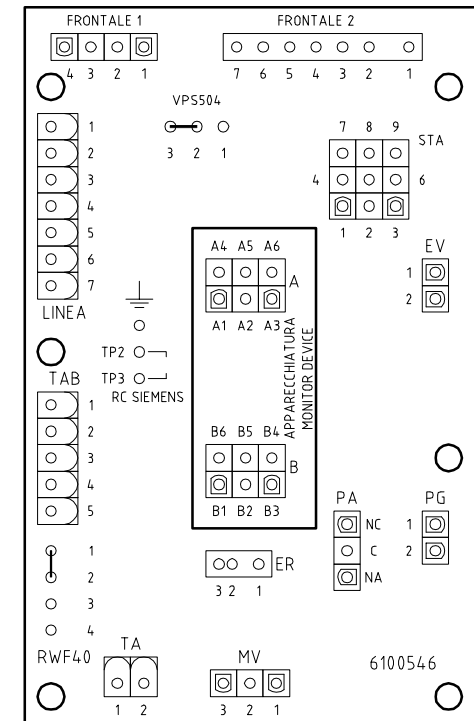 FRONTALE 1
FRONTALE 2
4 3 2 1
7 6 5 4 3 2 1
VPS504
3 2 1
1
2
3
4
5
6
7
LINEA
7 8 9
STA
4 6
1 2 3
EV
1
2
A4 A5 A6
A
A1 A2 A3
APPARECCHIATURA
MONITOR DEVICE
TP2
TP3
RC SIEMENS
TAB
1
2
3
4
5
B6 B5 B4
B
B1 B2 B3
PA
NC
C
NA
PG
1
2
1
2
3
4
RWF40
ER
3 2 1
TA
1 2
MV
3 2 1
6100546